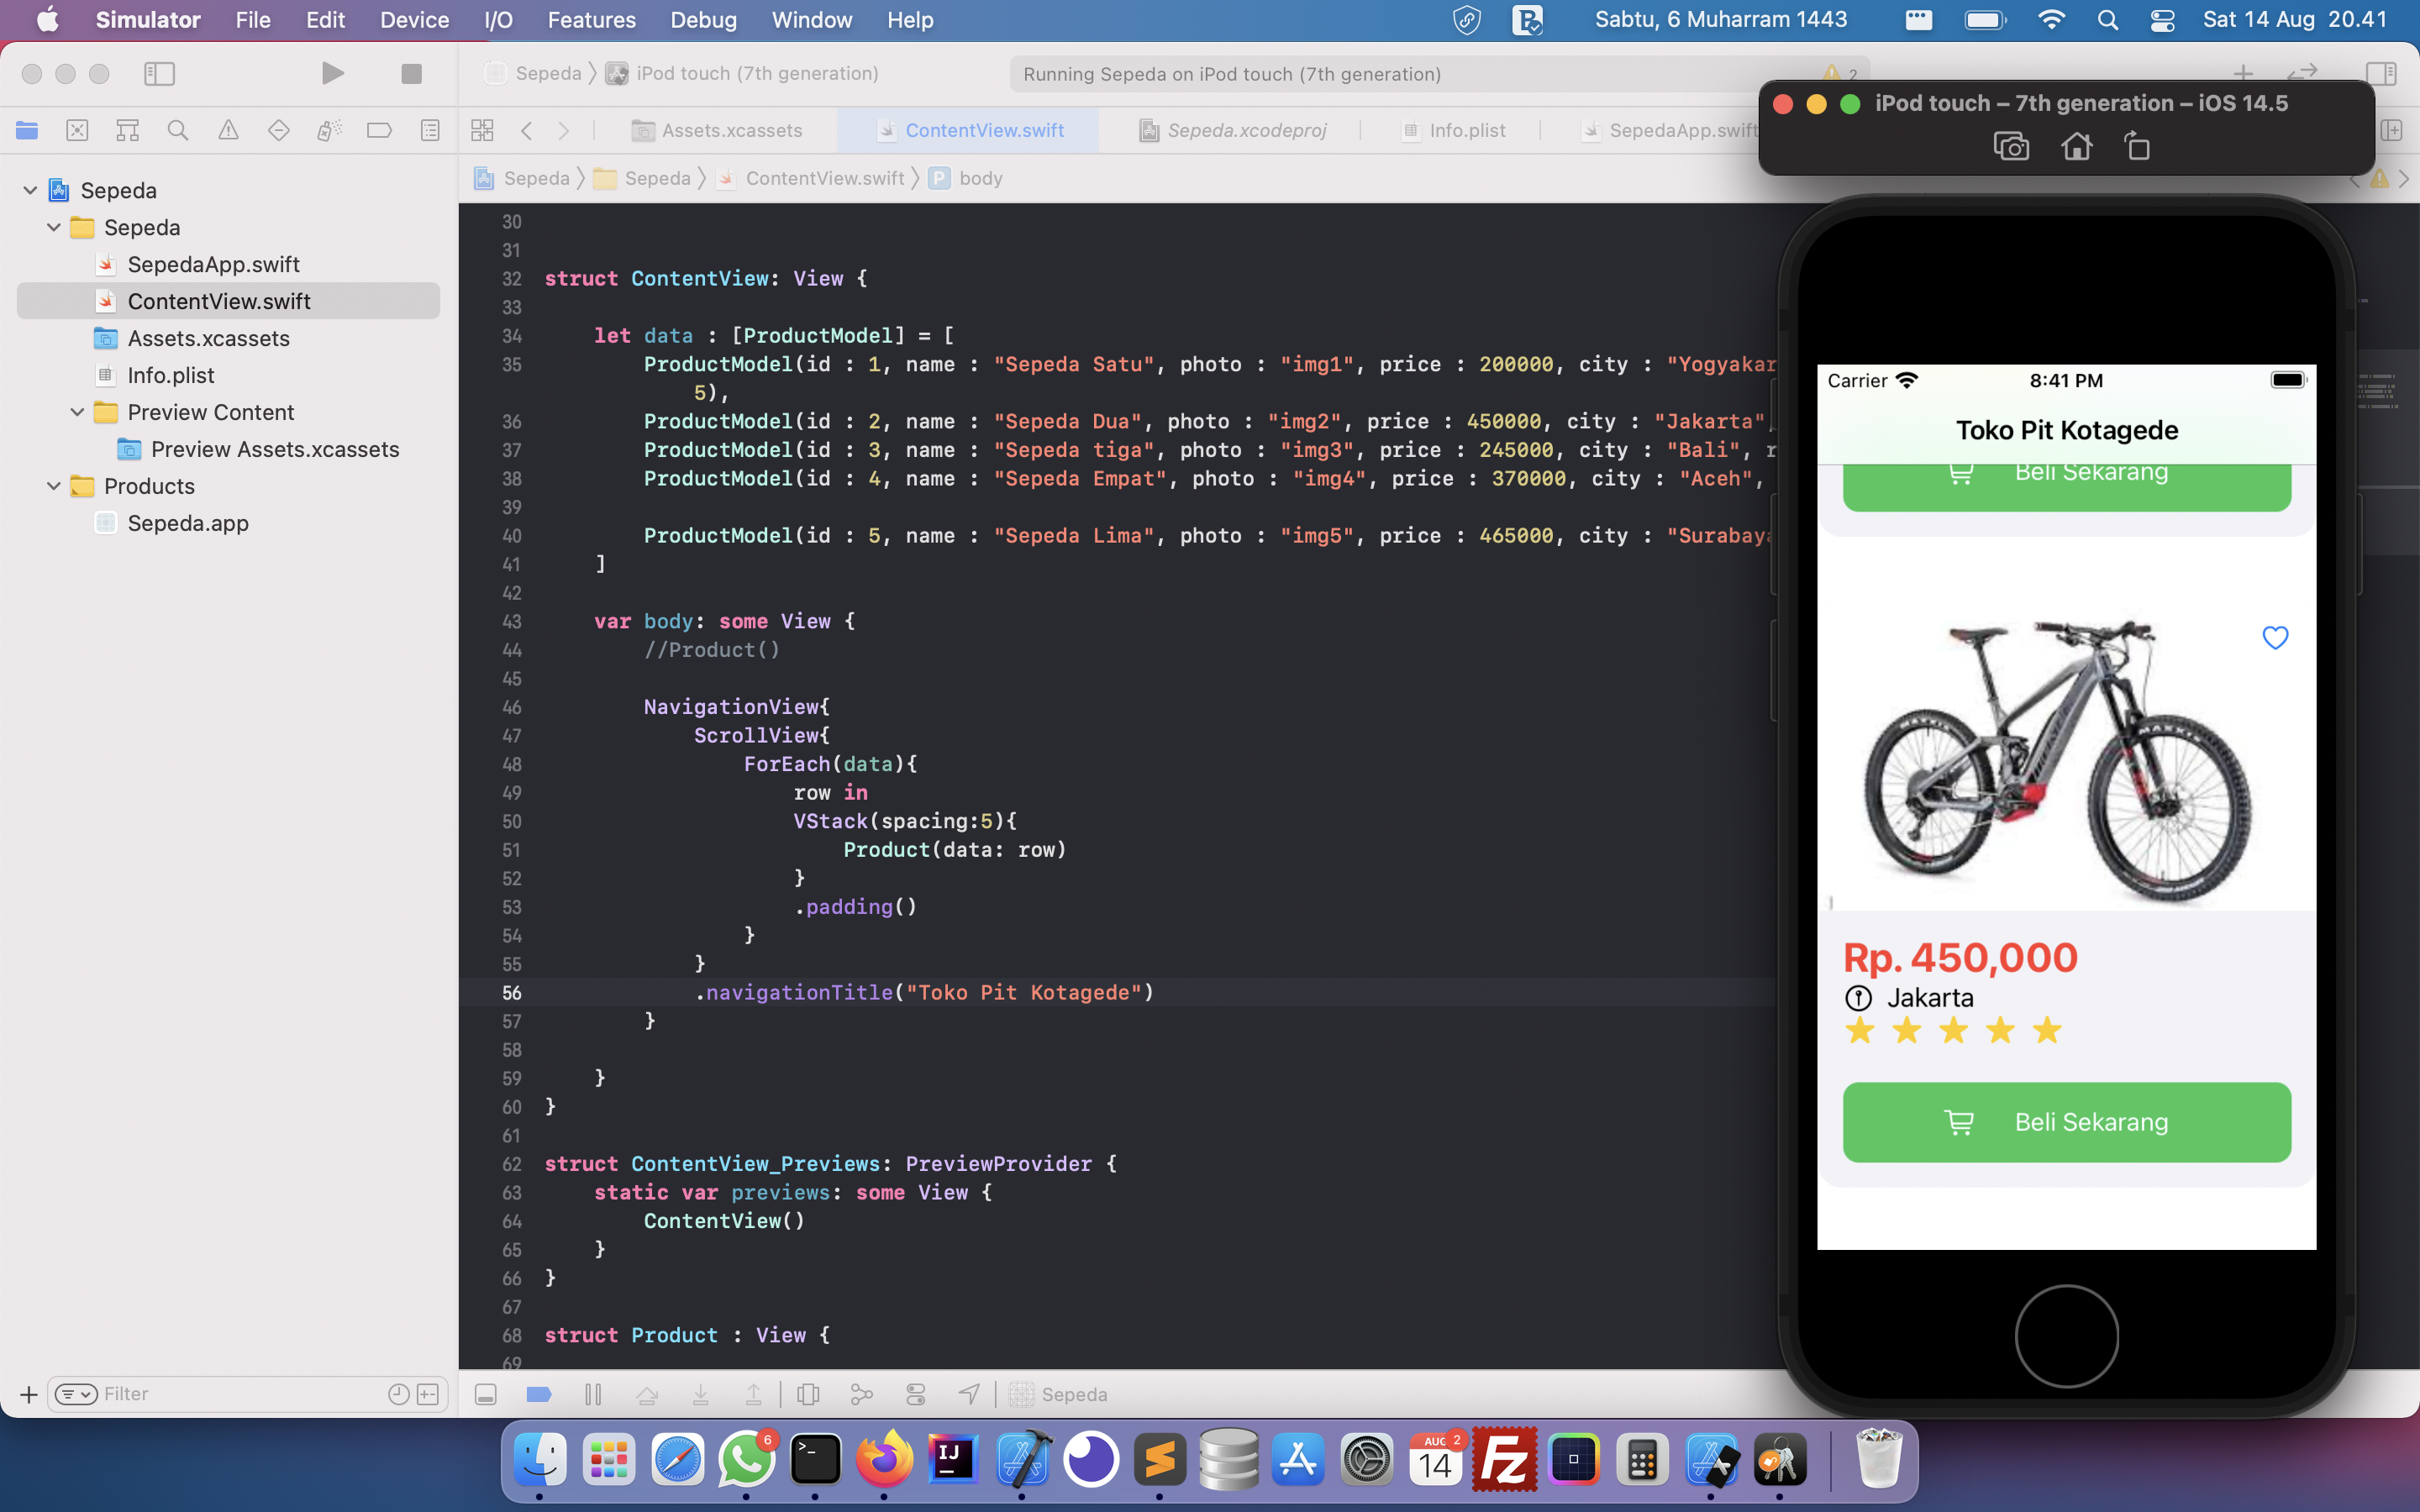 Simulator File Edit Device I/O Features Debug Window Help Sabtu, 6 Muharram 1443 Sat 14 Aug 20.41
Sepeda iPod touch (7th generation) Running Sepeda on iPod touch (7th generation) 2
iPod touch – 7th generation – iOS 14.5
Assets.xcassets ContentView.swift Sepeda.xcodeproj Info.plist SepedaApp.swift
Sepeda Sepeda ContentView.swift P body
Sepeda
Sepeda
SepedaApp.swift
ContentView.swift
Assets.xcassets
Info.plist
Preview Content
Preview Assets.xcassets
Products
Sepeda.app
Filter
30
31
32 struct ContentView: View {
33
34 let data : [ProductModel] = [
35 ProductModel(id : 1, name : "Sepeda Satu", photo : "img1", price : 200000, city : "Yogyakar
5),
36 ProductModel(id : 2, name : "Sepeda Dua", photo : "img2", price : 450000, city : "Jakarta",
37 ProductModel(id : 3, name : "Sepeda tiga", photo : "img3", price : 245000, city : "Bali", r
38 ProductModel(id : 4, name : "Sepeda Empat", photo : "img4", price : 370000, city : "Aceh",
39
40 ProductModel(id : 5, name : "Sepeda Lima", photo : "img5", price : 465000, city : "Surabaya
41 ]
42
43 var body: some View {
44 //Product()
45
46 NavigationView{
47 ScrollView{
48 ForEach(data){
49 row in
50 VStack(spacing:5){
51 Product(data: row)
52 }
53 .padding()
54 }
55 }
56 .navigationTitle("Toko Pit Kotagede")
57 }
58
59 }
60 }
61
62 struct ContentView_Previews: PreviewProvider {
63 static var previews: some View {
64 ContentView()
65 }
66 }
67
68 struct Product : View {
69
Sepeda
Carrier 8:41 PM
Toko Pit Kotagede
Beli Sekarang
MAXXIS
Rp. 450,000
Jakarta
Beli Sekarang
6
>_
IJ
AUG 2
14
Fz